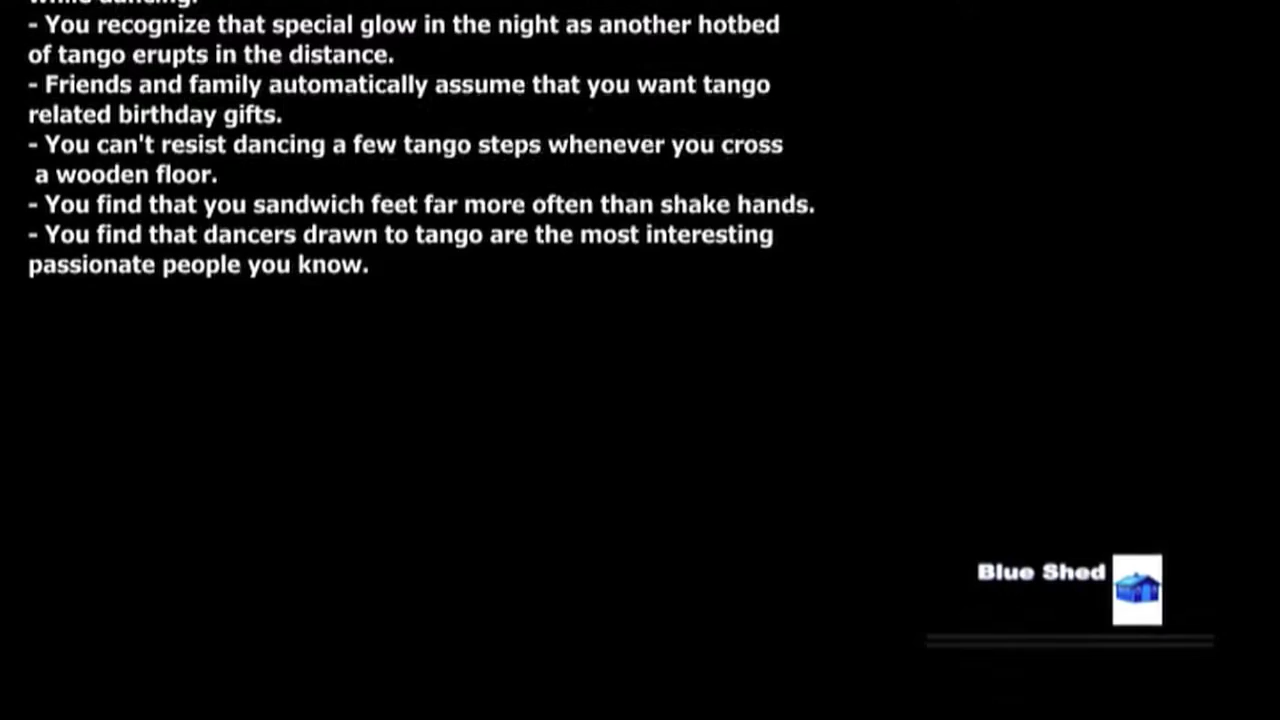 while dancing.
- You recognize that special glow in the night as another hotbed
of tango erupts in the distance.
- Friends and family automatically assume that you want tango
related birthday gifts.
- You can't resist dancing a few tango steps whenever you cross
a wooden floor.
- You find that you sandwich feet far more often than shake hands.
- You find that dancers drawn to tango are the most interesting
passionate people you know.
Blue Shed